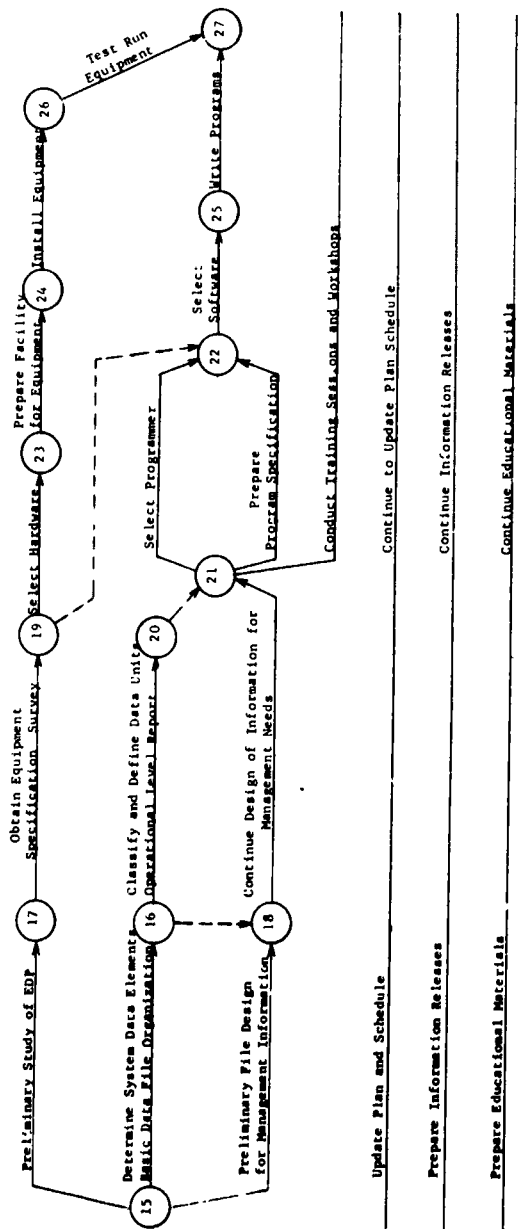 Preliminary Study of EDP
17
Obtain Equipment
Specification Survey
19
Select Hardware
23
Prepare Facility
for Equipment
24
Install Equipment
26
Test Run
Equipment
15
Determine System Data Elements
Basic Data File Organization
16
Classify and Define Data Units
Operational Level Report
20
21
Select Programmer
Prepare
Program Specification
22
Select
Software
25
Write Programs
27
Preliminary File Design
for Management Information
18
Continue Design of Information for
Management Needs
Conduct Training Sessions and Workshops
Update Plan and Schedule
Continue to Update Plan Schedule
Prepare Information Releases
Continue Information Releases
Prepare Educational Materials
Continue Educational Materials